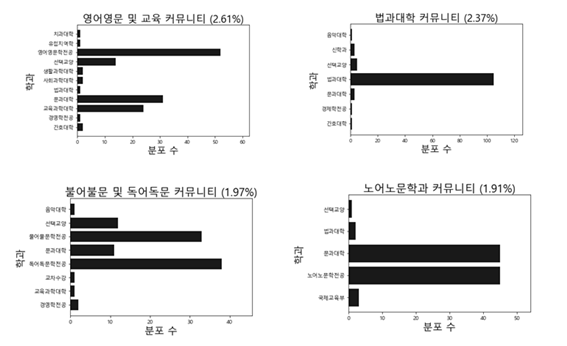 영어영문 및 교육 커뮤니티 (2.61%)
치과대학
유럽지역학
영어영문학전공
선택교양
생활과학대학
사회과학대학
법과대학
문과대학
교육과학대학
경영학전공
간호대학
학과
0 10 20 30 40 50 60
분포 수
법과대학 커뮤니티 (2.37%)
음악대학
신학과
선택교양
법과대학
문과대학
경제학전공
간호대학
학과
0 20 40 60 80 100 120
분포 수
불어불문 및 독어독문 커뮤니티 (1.97%)
음악대학
선택교양
불어불문학전공
문과대학
독어독문학전공
교차수강
교육과학대학
경영학전공
학과
0 10 20 30 40
분포 수
노어노문학과 커뮤니티 (1.91%)
선택교양
법과대학
문과대학
노어노문학전공
국제교육부
학과
0 10 20 30 40 50
분포 수